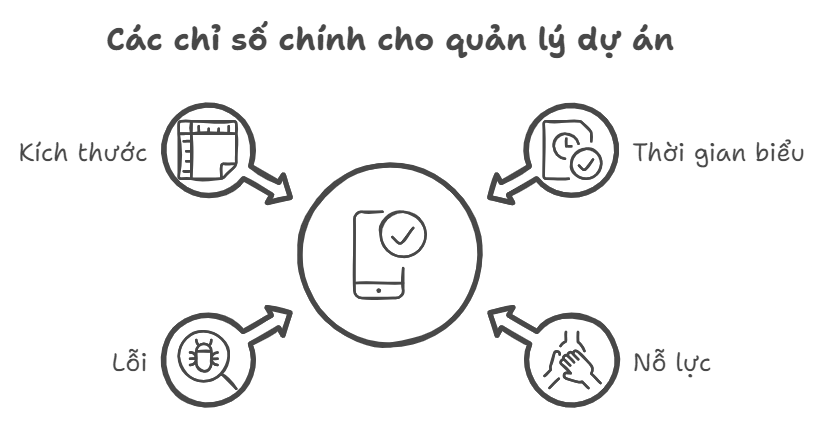 Các chỉ số chính cho quản lý dự án
Kích thước
Thời gian biểu
Lỗi
Nỗ lực